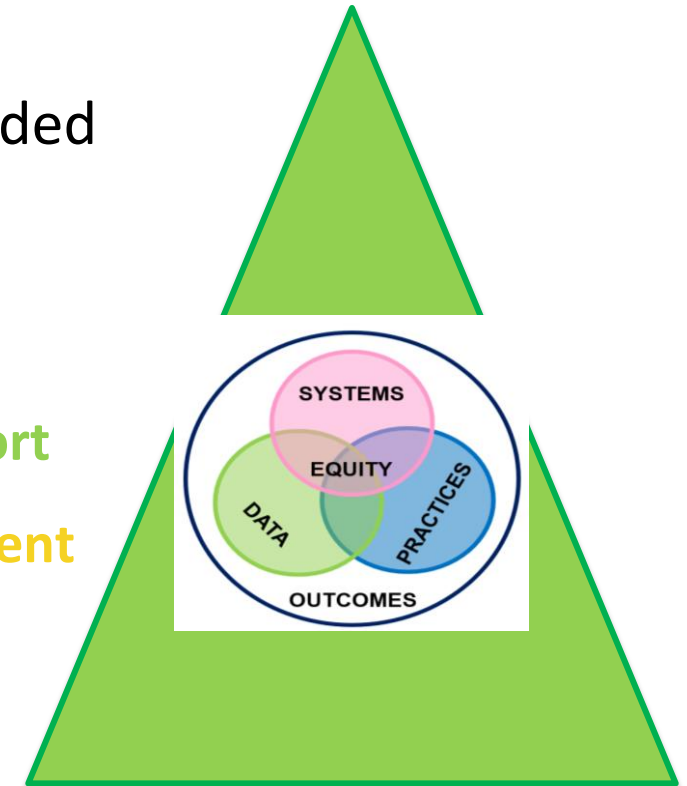 ded
SYSTEMS
ort
EQUITY
PRACTICES
DATA
ent
OUTCOMES